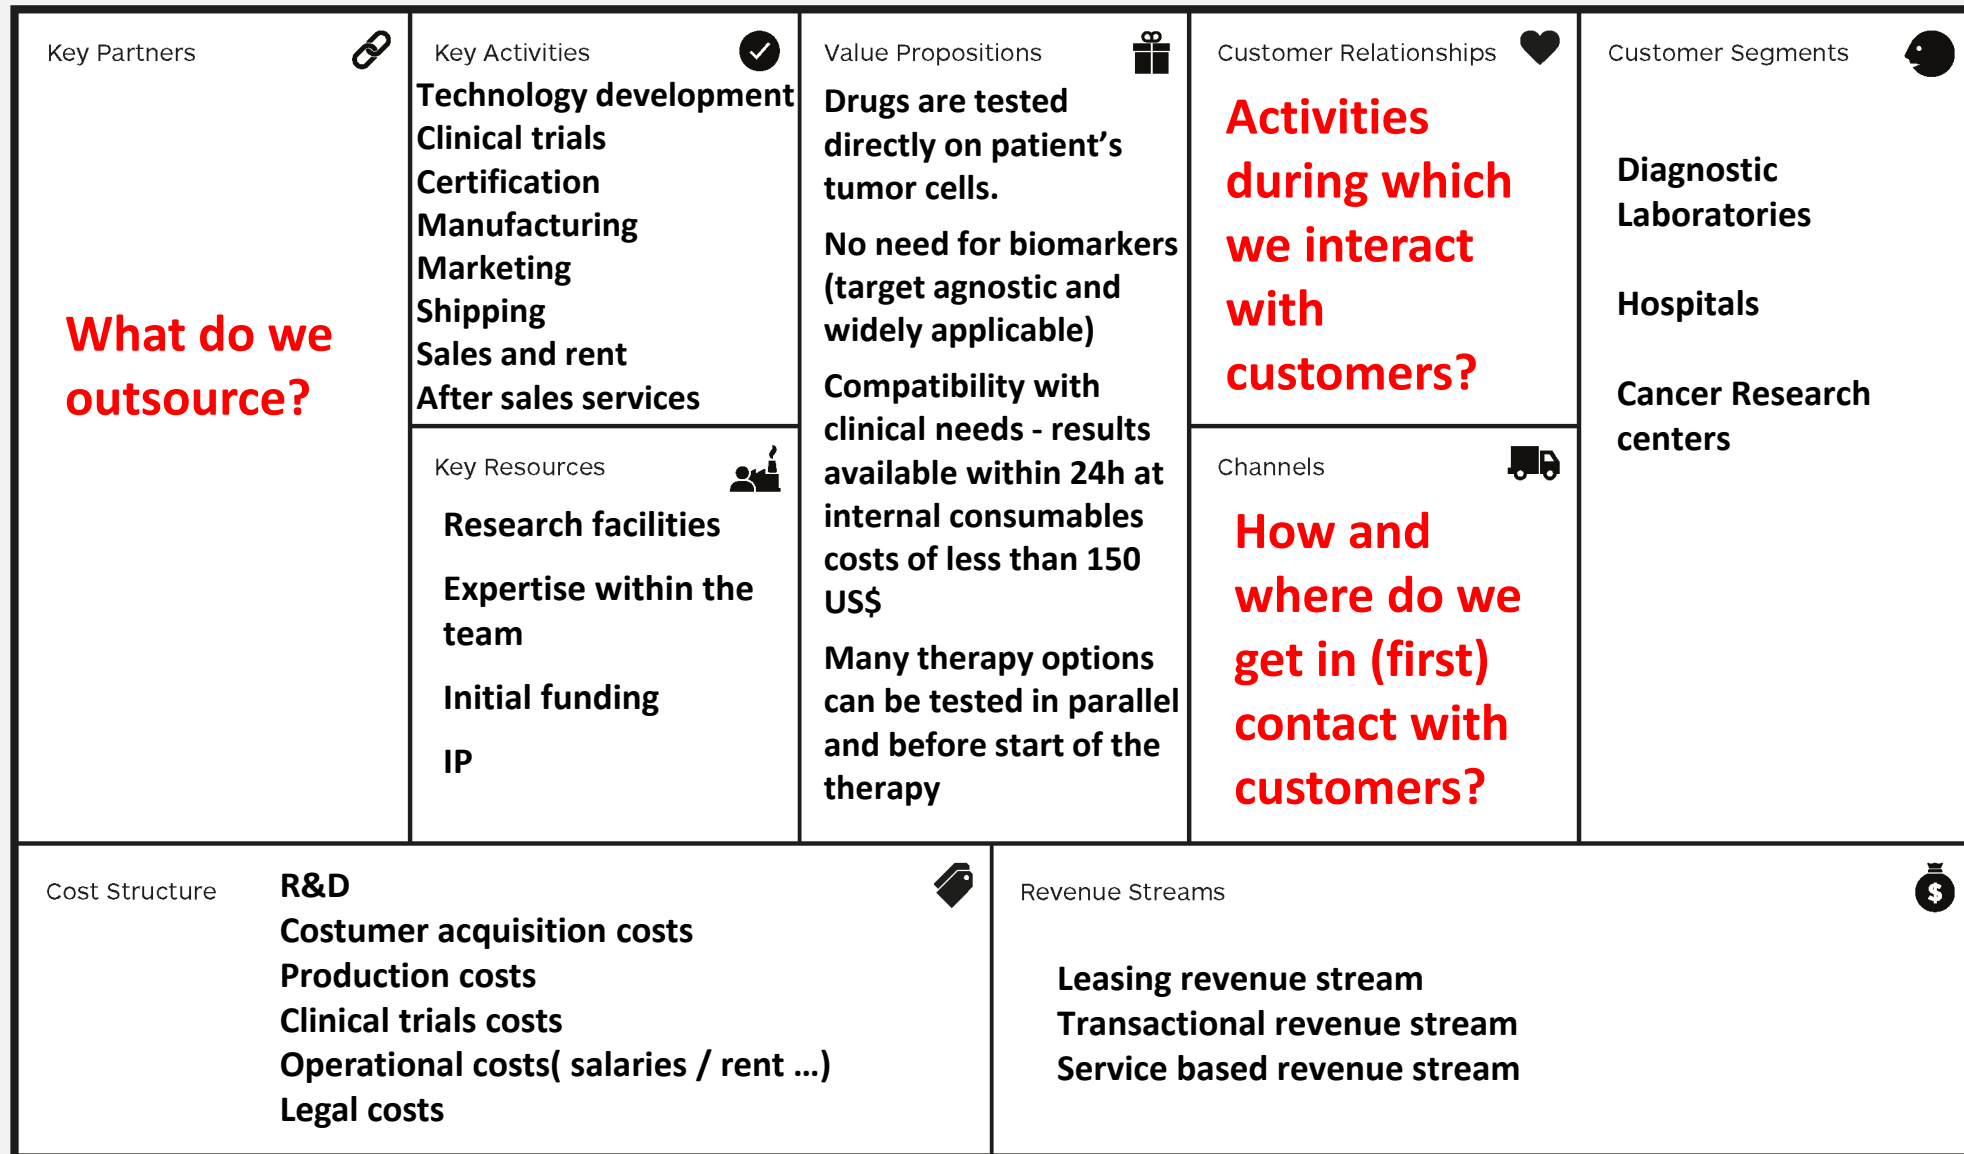 Key Partners
What do we
outsource?
Key Activities
Technology development
Clinical trials
Certification
Manufacturing
Marketing
Shipping
Sales and rent
After sales services
Key Resources
Research facilities
Expertise within the
team
Initial funding
IP
Value Propositions
Drugs are tested
directly on patient’s
tumor cells.
No need for biomarkers
(target agnostic and
widely applicable)
Compatibility with
clinical needs - results
available within 24h at
internal consumables
costs of less than 150
US$
Many therapy options
can be tested in parallel
and before start of the
therapy
Customer Relationships
Activities
during which
we interact
with
customers?
Channels
How and
where do we
get in (first)
contact with
customers?
Customer Segments
Diagnostic
Laboratories
Hospitals
Cancer Research
centers
Cost Structure
R&D
Costumer acquisition costs
Production costs
Clinical trials costs
Operational costs( salaries / rent ...)
Legal costs
Revenue Streams
$
Leasing revenue stream
Transactional revenue stream
Service based revenue stream